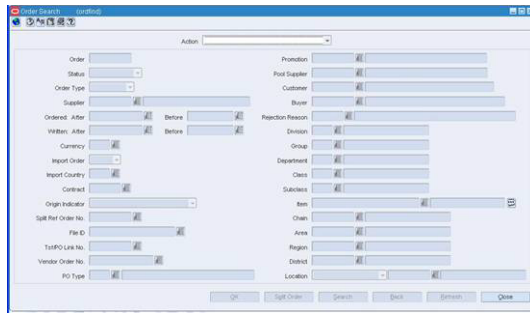 Order Search (ordfind)
Action
Order
Status
Order Type
Supplier
Ordered After Before
Written After Before
Currency
Import Order
Import Country
Contract
Origin Indicator
Split Ref Order No.
File ID
Tsf/PO Link No.
Vendor Order No.
PO Type
Promotion
Pool Supplier
Customer
Buyer
Rejection Reason
Division
Group
Department
Class
Subclass
Item
Chain
Area
Region
District
Location
OK Split Order Search Back Refresh Close